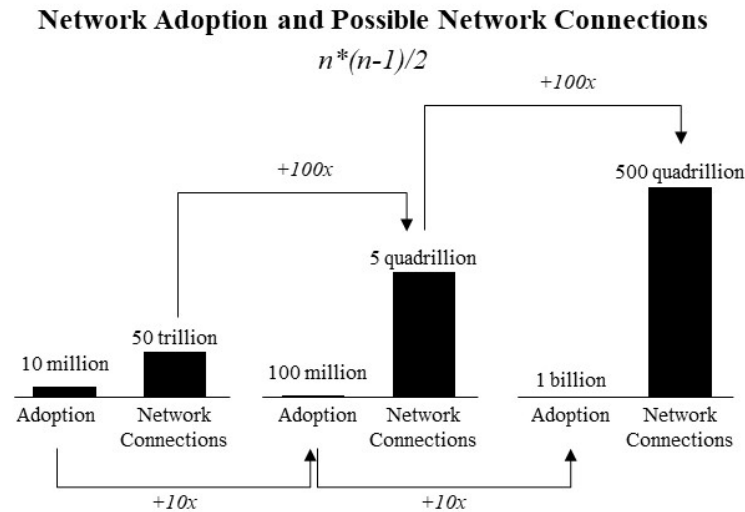 Network Adoption and Possible Network Connections
n*(n-1)/2
+100x
+100x
500 quadrillion
5 quadrillion
50 trillion
10 million
100 million
1 billion
Adoption
Network
Connections
Adoption
Network
Connections
Adoption
Network
Connections
+10x
+10x